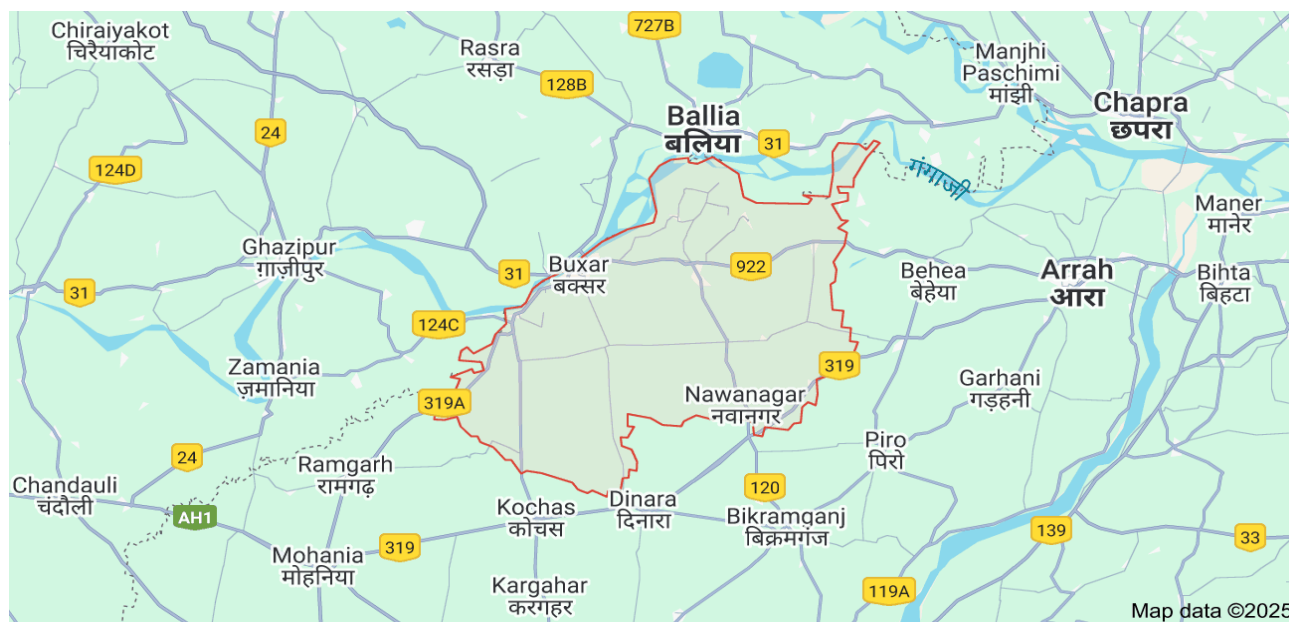 Chiraiyakot
चिरैयाकोट
Rasra
रसड़ा
727B
Manjhi
Paschimi
मांझी
128B
Ballia
बलिया
Chapra
छपरा
24
31
124D
गंगा नदी
Maner
मानेर
Ghazipur
ग़ाज़ीपुर
31
Buxar
बक्सर
922
Behea
बेहेया
Arrah
आरा
Bihta
बिहटा
31
124C
Zamania
ज़मानिया
319
319A
Nawanagar
नवानगर
Garhani
गड़हनी
24
Ramgarh
रामगढ़
Piro
पिरो
Chandauli
चंदौली
120
AH1
Kochas
कोचस
Dinara
दिनारा
Bikramganj
बिक्रमगंज
139
33
Mohania
मोहनिया
319
Kargahar
करगहर
119A
Map data ©2025